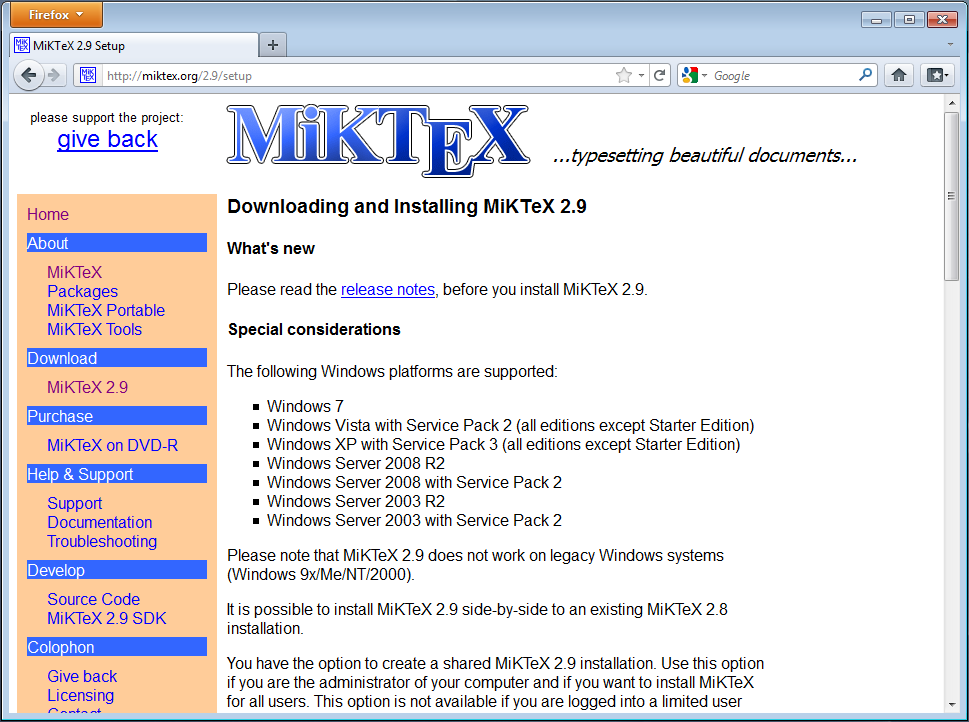 Firefox
MiKTeX 2.9 Setup
http://miktex.org/2.9/setup
Google
please support the project:
give back
MiKTeX
...typesetting beautiful documents...
Home
About
MiKTeX
Packages
MiKTeX Portable
MiKTeX Tools
Download
MiKTeX 2.9
Purchase
MiKTeX on DVD-R
Help & Support
Support
Documentation
Troubleshooting
Develop
Source Code
MiKTeX 2.9 SDK
Colophon
Give back
Licensing
Contact
Downloading and Installing MiKTeX 2.9
What's new
Please read the release notes, before you install MiKTeX 2.9.
Special considerations
The following Windows platforms are supported:
Windows 7
Windows Vista with Service Pack 2 (all editions except Starter Edition)
Windows XP with Service Pack 3 (all editions except Starter Edition)
Windows Server 2008 R2
Windows Server 2008 with Service Pack 2
Windows Server 2003 R2
Windows Server 2003 with Service Pack 2
Please note that MiKTeX 2.9 does not work on legacy Windows systems
(Windows 9x/Me/NT/2000).
It is possible to install MiKTeX 2.9 side-by-side to an existing MiKTeX 2.8
installation.
You have the option to create a shared MiKTeX 2.9 installation. Use this option
if you are the administrator of your computer and if you want to install MiKTeX
for all users. This option is not available if you are logged into a limited user